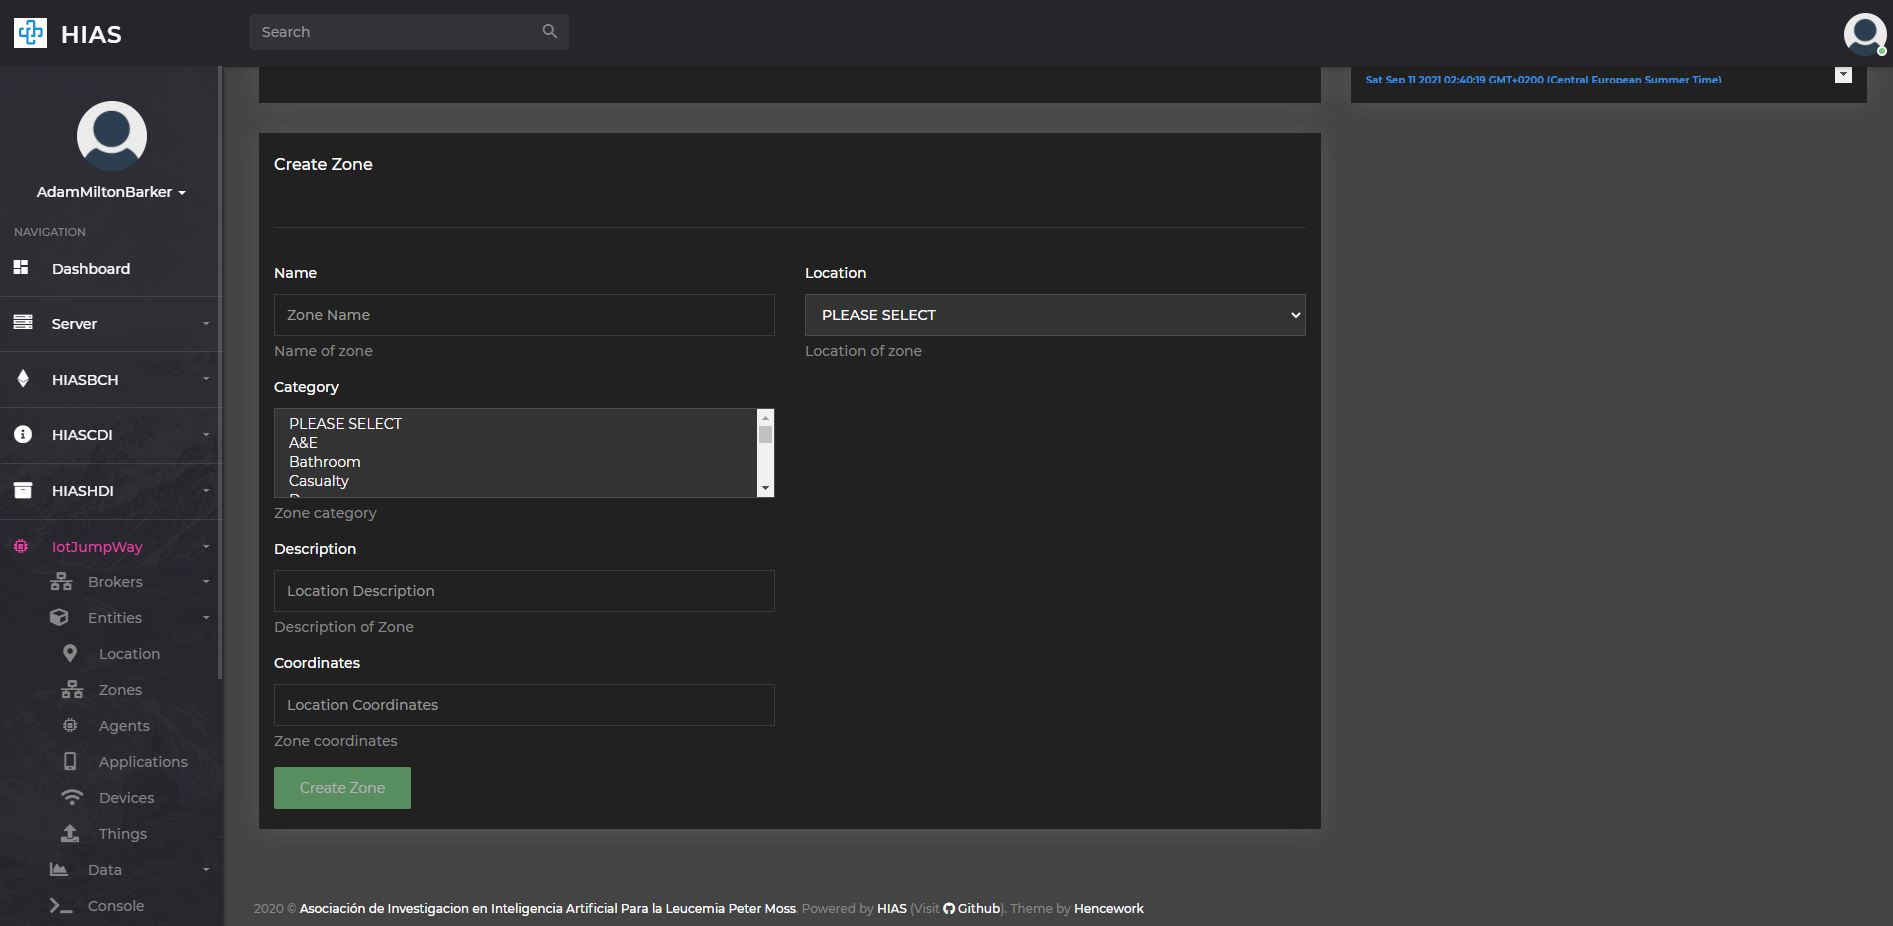 HIAS
Search
AdamMiltonBarker
NAVIGATION
Dashboard
Server
HIASBCH
HIASCDI
HIASHDI
IotJumpWay
Brokers
Entities
Location
Zones
Agents
Applications
Devices
Things
Data
Console
Sat Sep 11 2021 02:40:19 GMT+0200 (Central European Summer Time)
Create Zone
Name
Zone Name
Name of zone
Location
PLEASE SELECT
Location of zone
Category
PLEASE SELECT
A&E
Bathroom
Casualty
Zone category
Description
Location Description
Description of Zone
Coordinates
Location Coordinates
Zone coordinates
Create Zone
2020 © Asociación de Investigacion en Inteligencia Artificial Para la Leucemia Peter Moss. Powered by HIAS (Visit Github). Theme by Hencework